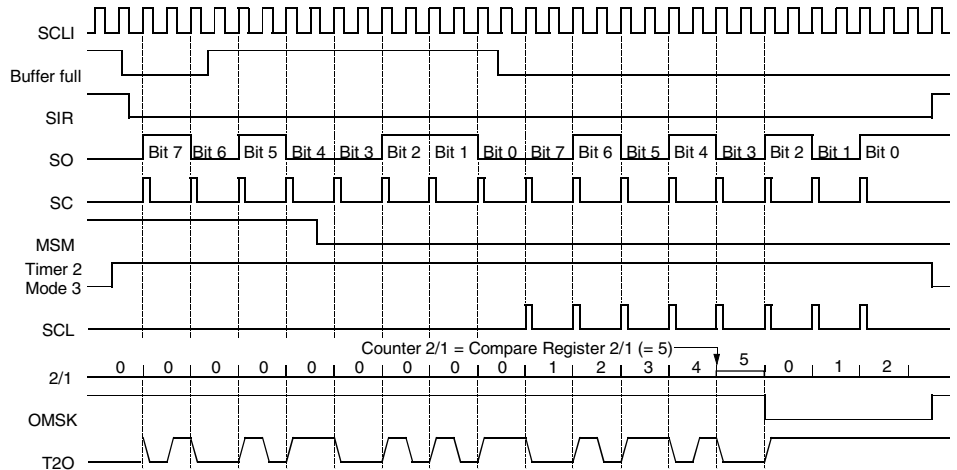 SCLI
Buffer full
SIR
Bit 7 Bit 6 Bit 5 Bit 4 Bit 3 Bit 2 Bit 1 Bit 0 Bit 7 Bit 6 Bit 5 Bit 4 Bit 3 Bit 2 Bit 1 Bit 0
SO
SC
MSM
Timer 2
Mode 3
SCL
Counter 2/1 = Compare Register 2/1 (= 5)
0 0 0 0 0 0 0 0 0 1 2 3 4 5 0 1 2
2/1
OMSK
T2O